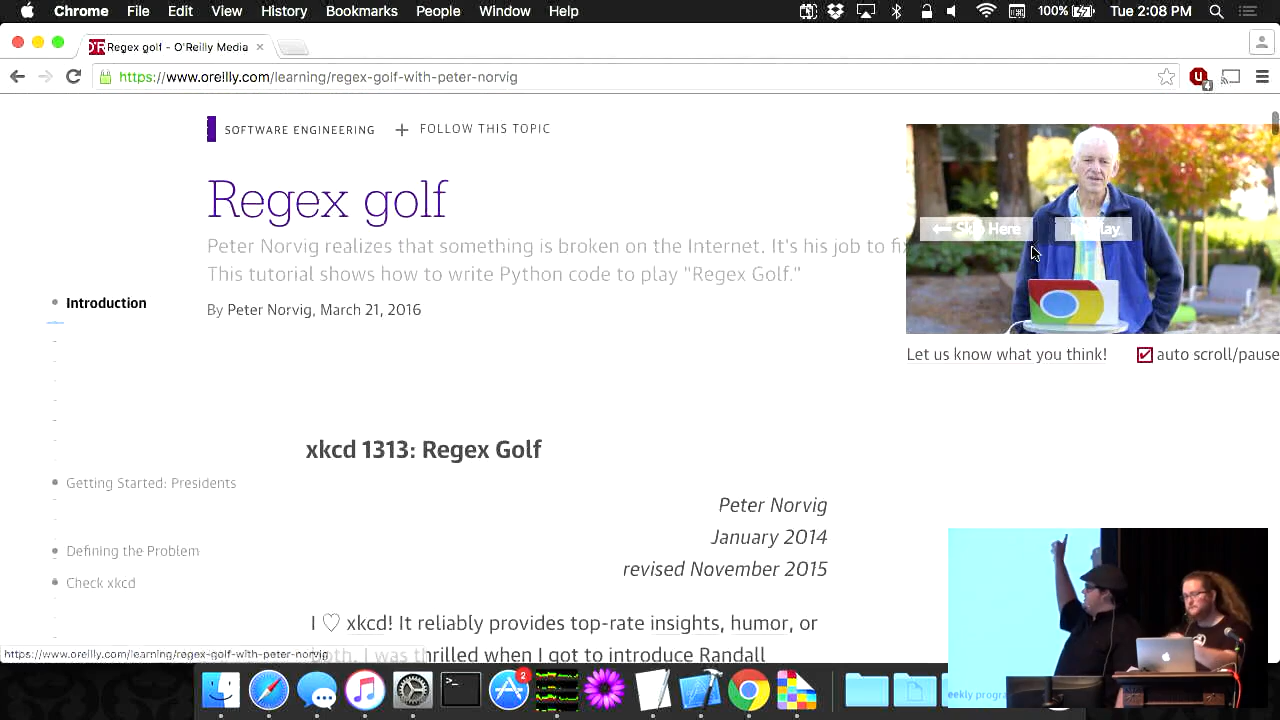 Chrome File Edit View History Bookmarks People Window Help 100% Tue 2:08 PM
Regex golf - O'Reilly Media
https://www.oreilly.com/learning/regex-golf-with-peter-norvig
4
SOFTWARE ENGINEERING + FOLLOW THIS TOPIC
Regex golf
Peter Norvig realizes that something is broken on the Internet. It's his job to fix
This tutorial shows how to write Python code to play "Regex Golf."
By Peter Norvig, March 21, 2016
Skip Here
Let us know what you think! auto scroll/pause
Introduction
Getting Started: Presidents
Defining the Problem
Check xkcd
xkcd 1313: Regex Golf
Peter Norvig
January 2014
revised November 2015
I ♡ xkcd! It reliably provides top-rate insights, humor, or
both. I was thrilled when I got to introduce Randall
https://www.oreilly.com/learning/regex-golf-with-peter-norvig
2